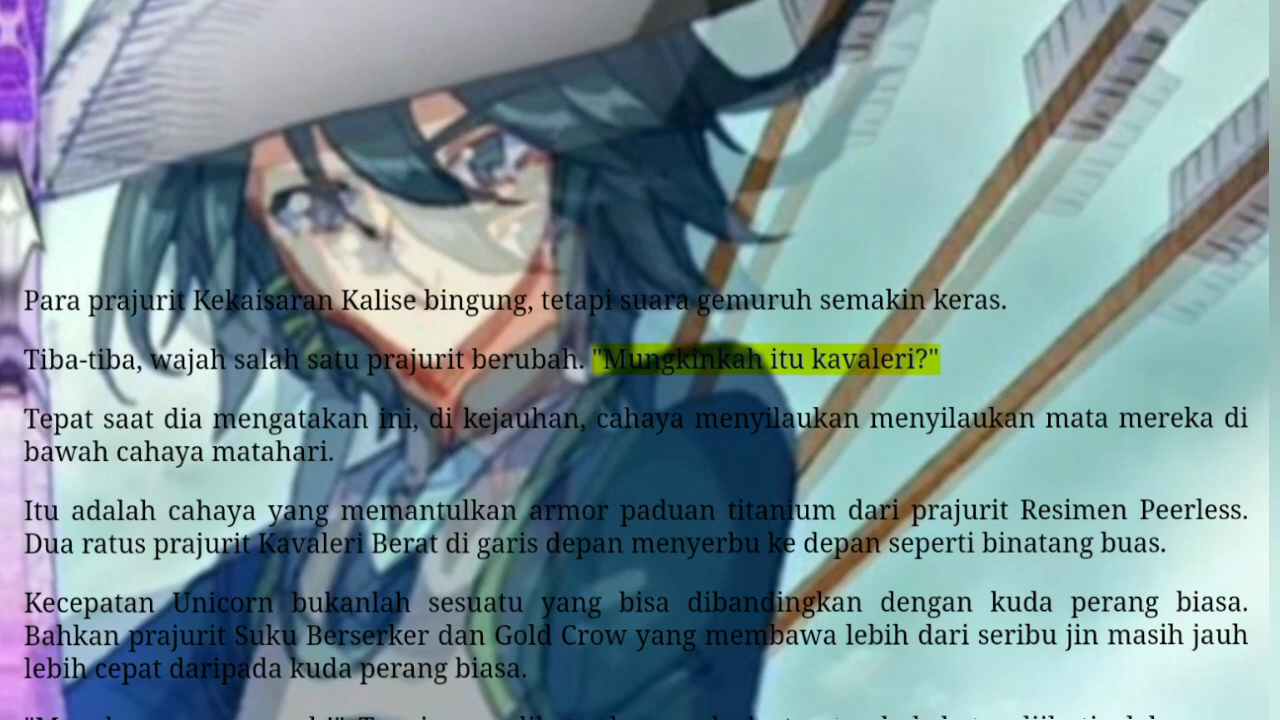 Para prajurit Kekaisaran Kalise bingung, tetapi suara gemuruh semakin keras.
Tiba-tiba, wajah salah satu prajurit berubah. "Mungkinkah itu kavaleri?"
Tepat saat dia mengatakan ini, di kejauhan, cahaya menyilaukan menyilaukan mata mereka di
bawah cahaya matahari.
Itu adalah cahaya yang memantulkan armor paduan titanium dari prajurit Resimen Peerless.
Dua ratus prajurit Kavaleri Berat di garis depan menyerbu ke depan seperti binatang buas.
Kecepatan Unicorn bukanlah sesuatu yang bisa dibandingkan dengan kuda perang biasa.
Bahkan prajurit Suku Berserker dan Gold Crow yang membawa lebih dari seribu jin masih jauh
lebih cepat daripada kuda perang biasa.